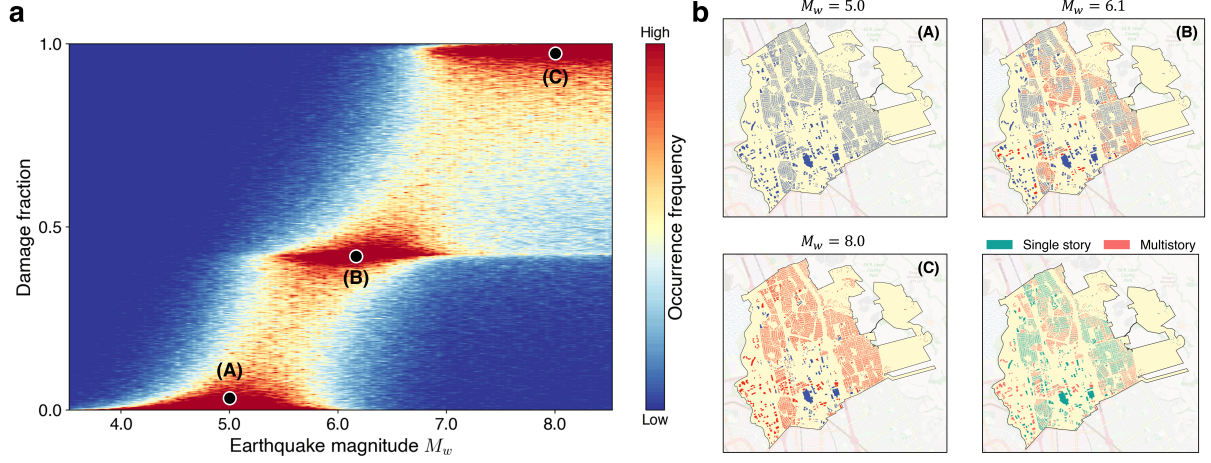 a
1.0
0.5
0.0
Damage fraction
4.0 5.0 6.0 7.0 8.0
Earthquake magnitude M_w
(A)
(B)
(C)
High
Low
Occurrence frequency
b
M_w = 5.0
(A)
M_w = 6.1
(B)
M_w = 8.0
(C)
Single story Multistory